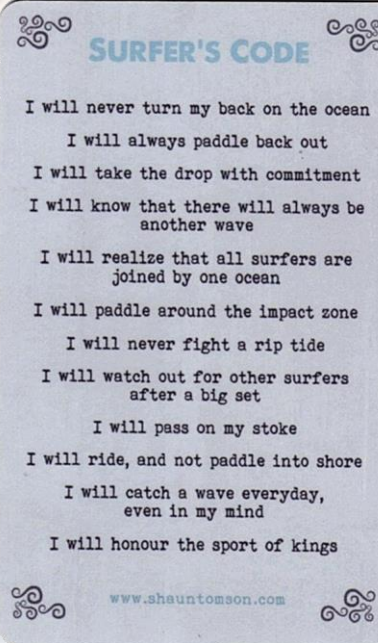 SURFER'S CODE
I will never turn my back on the ocean
I will always paddle back out
I will take the drop with commitment
I will know that there will always be
another wave
I will realize that all surfers are
joined by one ocean
I will paddle around the impact zone
I will never fight a rip tide
I will watch out for other surfers
after a big set
I will pass on my stoke
I will ride, and not paddle into shore
I will catch a wave everyday,
even in my mind
I will honour the sport of kings
www.shauntomson.com